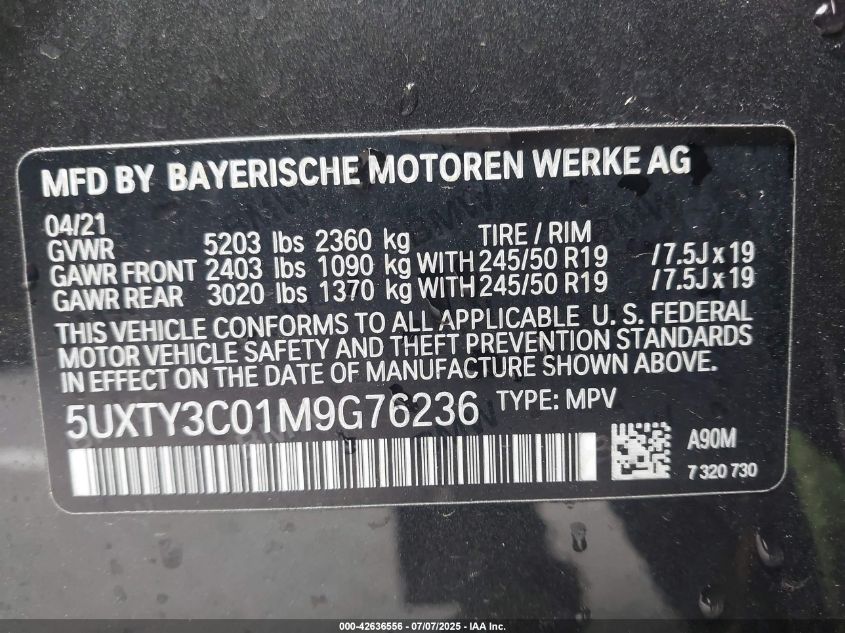 MFD BY BAYERISCHE MOTOREN WERKE AG
04/21
GVWR 5203 lbs 2360 kg TIRE / RIM
GAWR FRONT 2403 lbs 1090 kg WITH 245/50 R19 /7.5J x 19
GAWR REAR 3020 lbs 1370 kg WITH 245/50 R19 /7.5J x 19
THIS VEHICLE CONFORMS TO ALL APPLICABLE U. S. FEDERAL
MOTOR VEHICLE SAFETY AND THEFT PREVENTION STANDARDS
IN EFFECT ON THE DATE OF MANUFACTURE SHOWN ABOVE.
5UXTY3C01M9G76236 TYPE: MPV
A90M
7 320 730
000-42636556 - 07/07/2025 - IAA Inc.